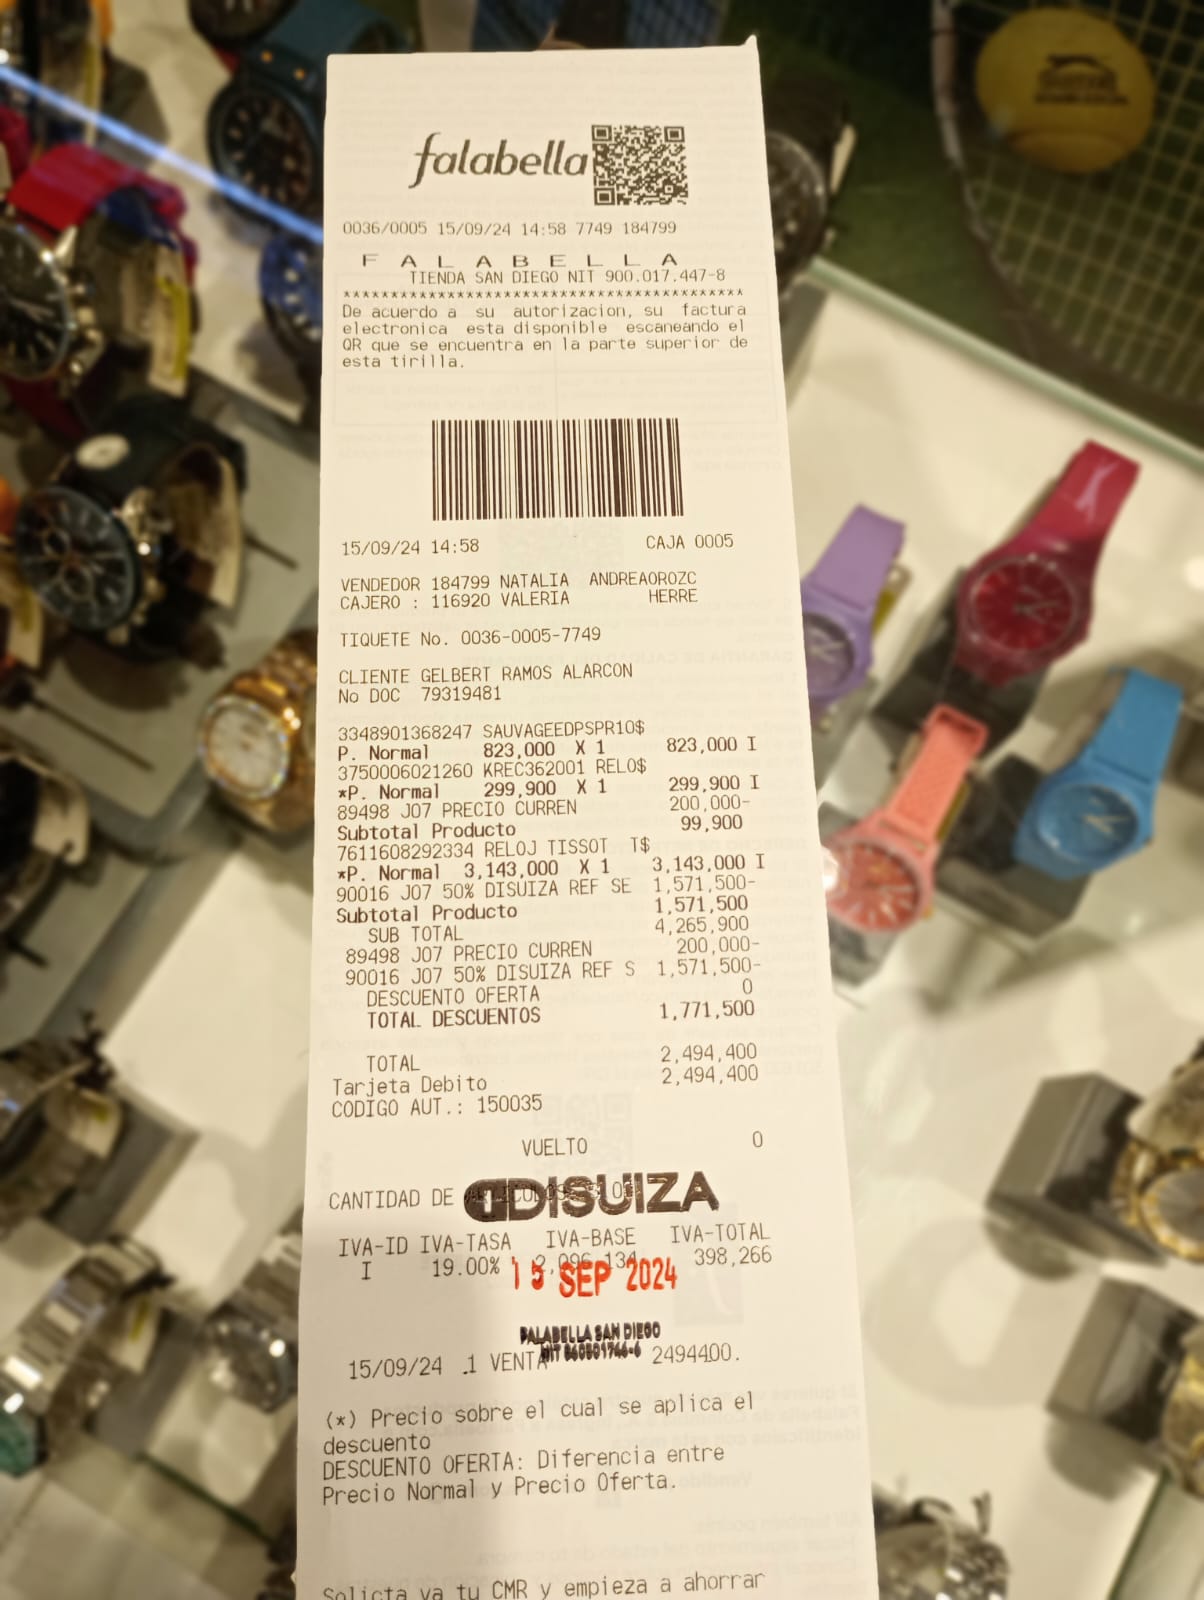 falabella
0036/0005 15/09/24 14:58 7749 184799
F A L A B E L L A
TIENDA SAN DIEGO NIT 900.017.447-8
******************************************
De acuerdo a su autorizacion, su factura
electronica esta disponible escaneando el
QR que se encuentra en la parte superior de
esta tirilla.
15/09/24 14:58 CAJA 0005
VENDEDOR 184799 NATALIA ANDREAOROZC
CAJERO : 116920 VALERIA HERRE
TIQUETE No. 0036-0005-7749
CLIENTE GELBERT RAMOS ALARCON
No DOC 79319481
3348901368247 SAUVAGEEDPSPR10$
P. Normal 823,000 X 1 823,000 I
3750006021260 KREC362001 RELO$
*P. Normal 299,900 X 1 299,900 I
89498 J07 PRECIO CURREN 200,000-
Subtotal Producto 99,900
7611608292334 RELOJ TISSOT T$
*P. Normal 3,143,000 X 1 3,143,000 I
90016 J07 50% DISUIZA REF SE 1,571,500-
Subtotal Producto 1,571,500
SUB TOTAL 4,265,900
89498 J07 PRECIO CURREN 200,000-
90016 J07 50% DISUIZA REF S 1,571,500-
DESCUENTO OFERTA 0
TOTAL DESCUENTOS 1,771,500
TOTAL 2,494,400
Tarjeta Debito 2,494,400
CODIGO AUT.: 150035
VUELTO 0
CANTIDAD DE
DISUIZA
IVA-ID IVA-TASA IVA-BASE IVA-TOTAL
I 19.00% 2,096,134 398,266
15 SEP 2024
FALABELLA SAN DIEGO
NIT
15/09/24 .1 VENTA 2494400.
(*) Precio sobre el cual se aplica el
descuento
DESCUENTO OFERTA: Diferencia entre
Precio Normal y Precio Oferta.
Solicta ya tu CMR y empieza a ahorrar